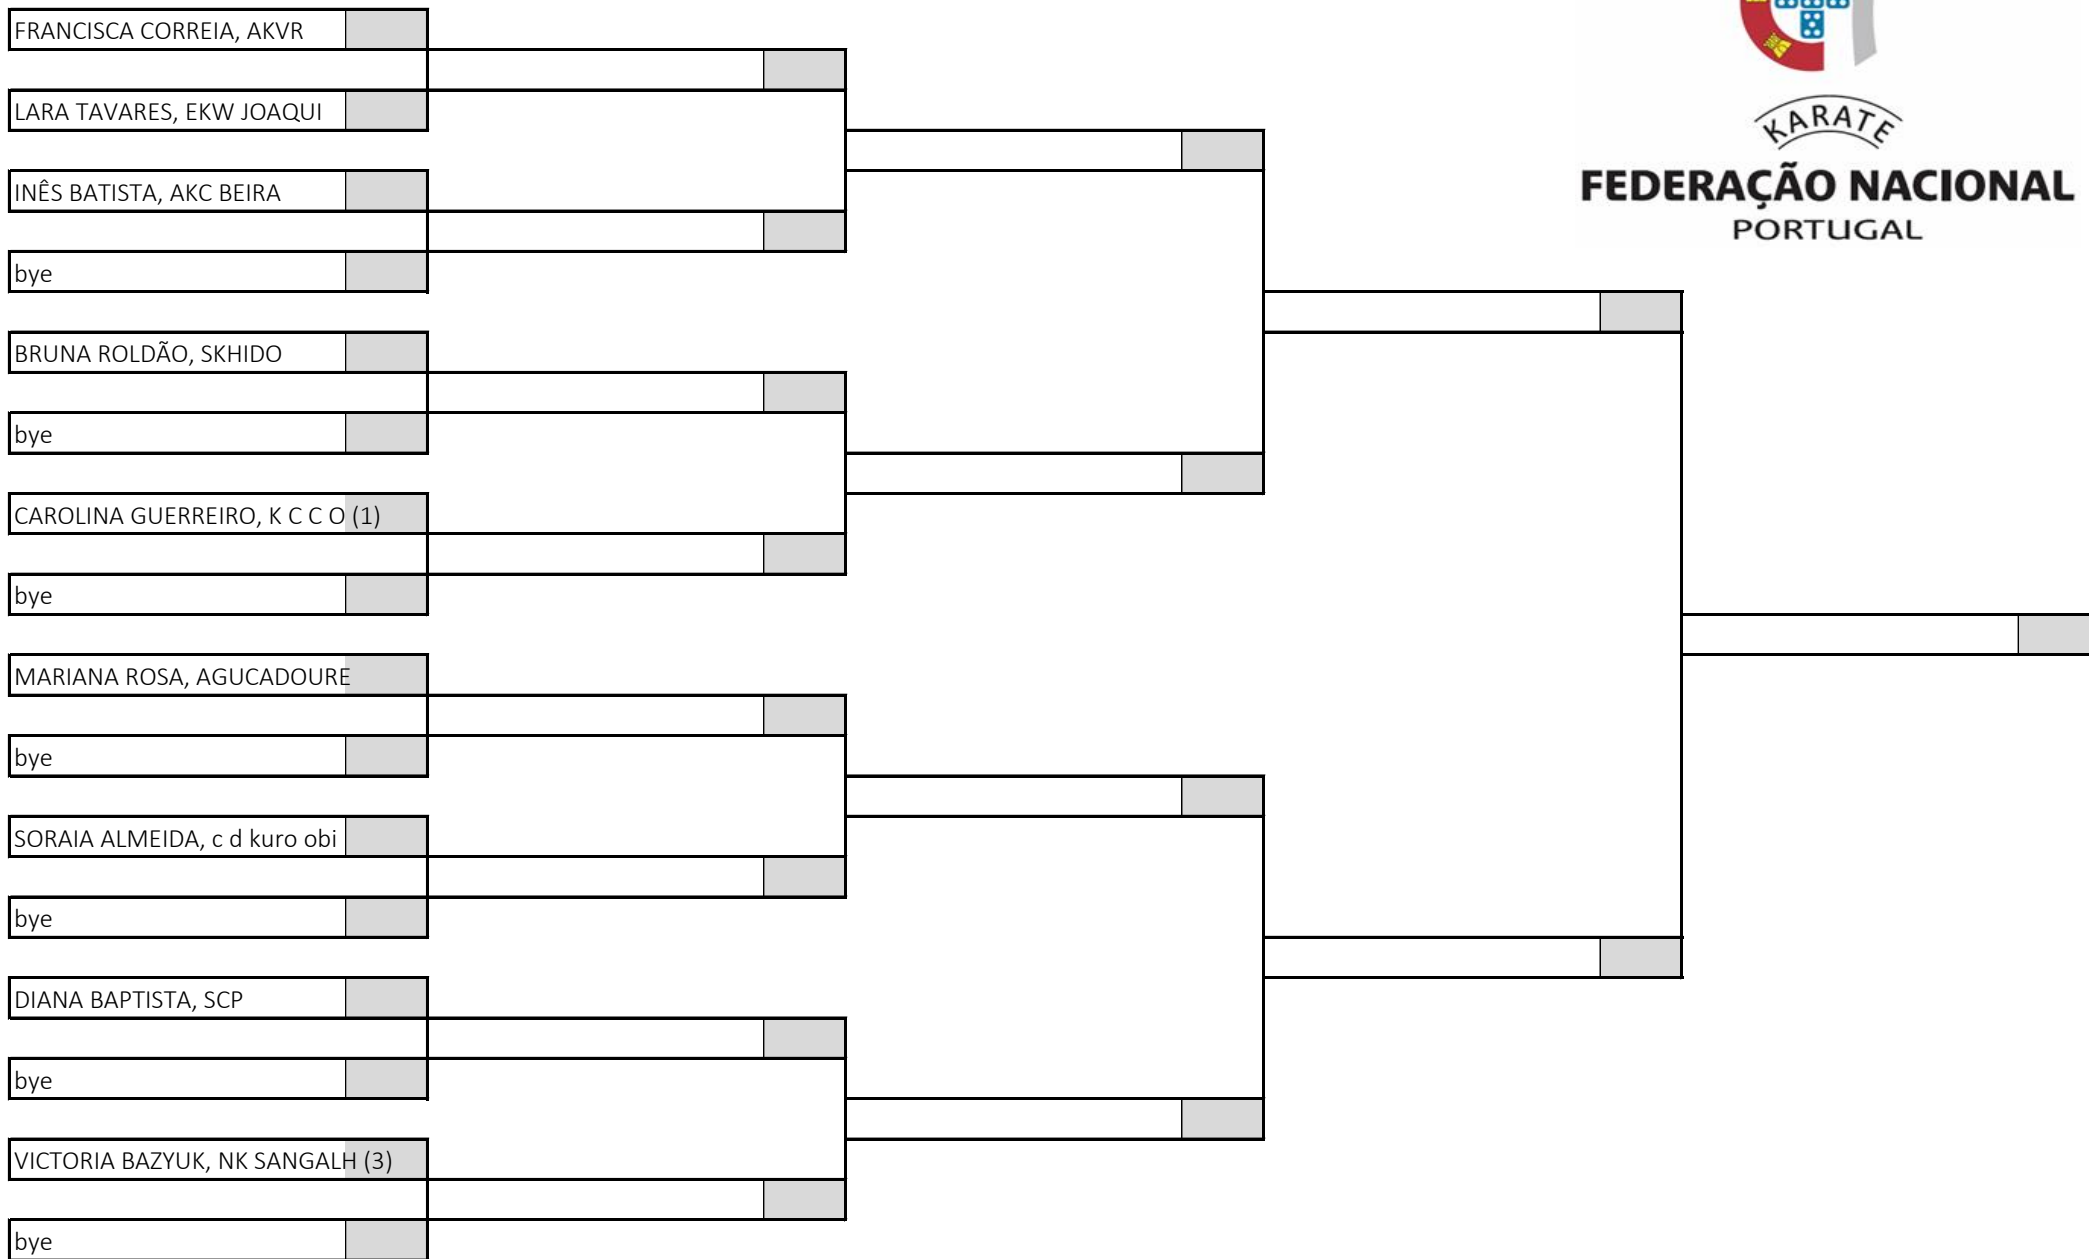 FRANCISCA CORREIA, AKVR
LARA TAVARES, EKW JOAQUI
INÊS BATISTA, AKC BEIRA
bye
BRUNA ROLDÃO, SKHIDO
bye
CAROLINA GUERREIRO, K C C O (1)
bye
MARIANA ROSA, AGUCADOURE
bye
SORAIA ALMEIDA, c d kuro obi
bye
DIANA BAPTISTA, SCP
bye
VICTORIA BAZYUK, NK SANGALH (3)
bye
KARATE
FEDERAÇÃO NACIONAL
PORTUGAL